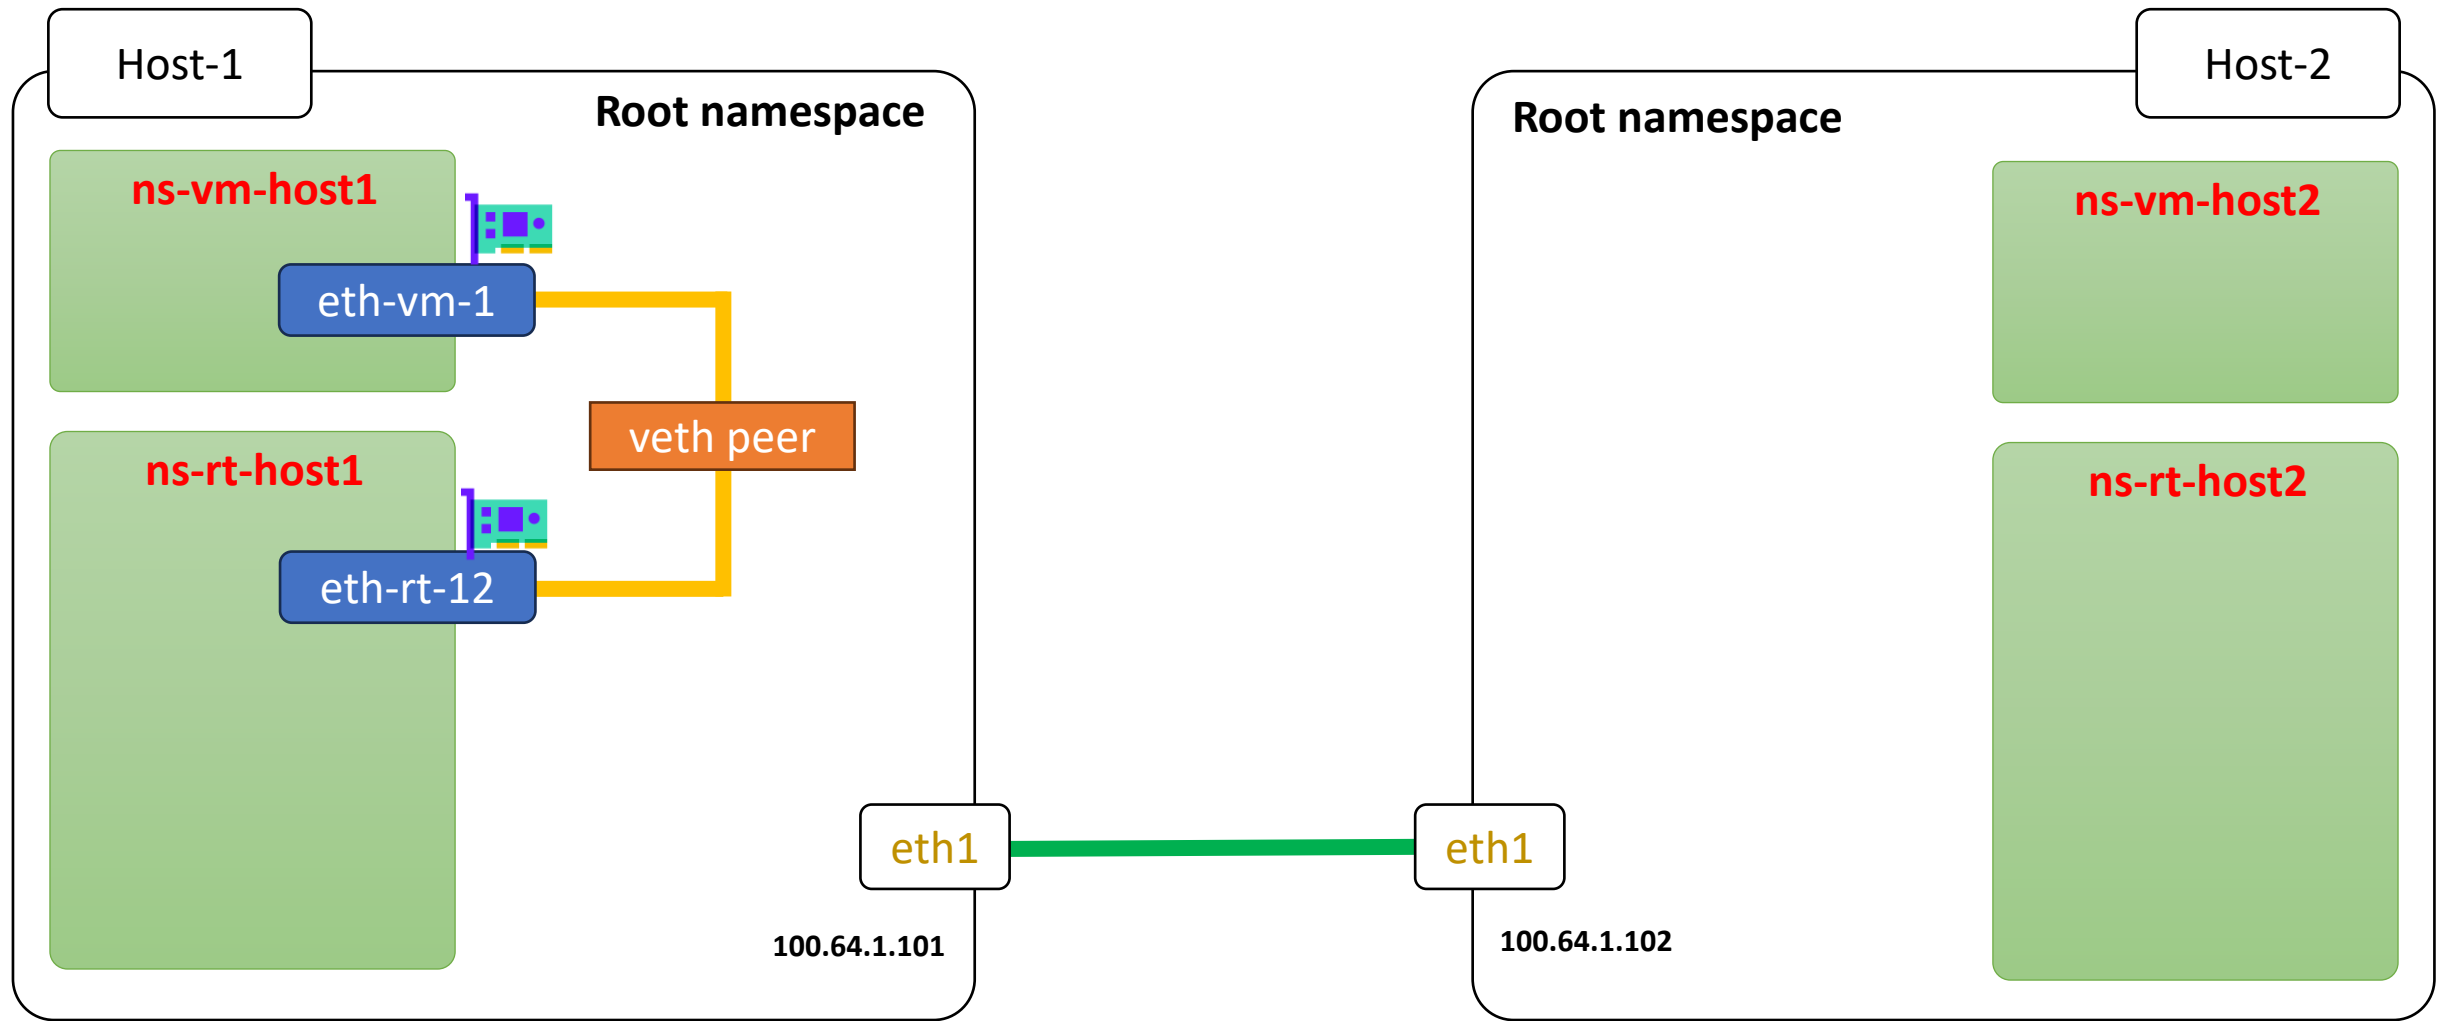 Host-1
Root namespace
ns-vm-host1
eth-vm-1
veth peer
ns-rt-host1
eth-rt-12
eth1
100.64.1.101
Host-2
Root namespace
ns-vm-host2
ns-rt-host2
eth1
100.64.1.102